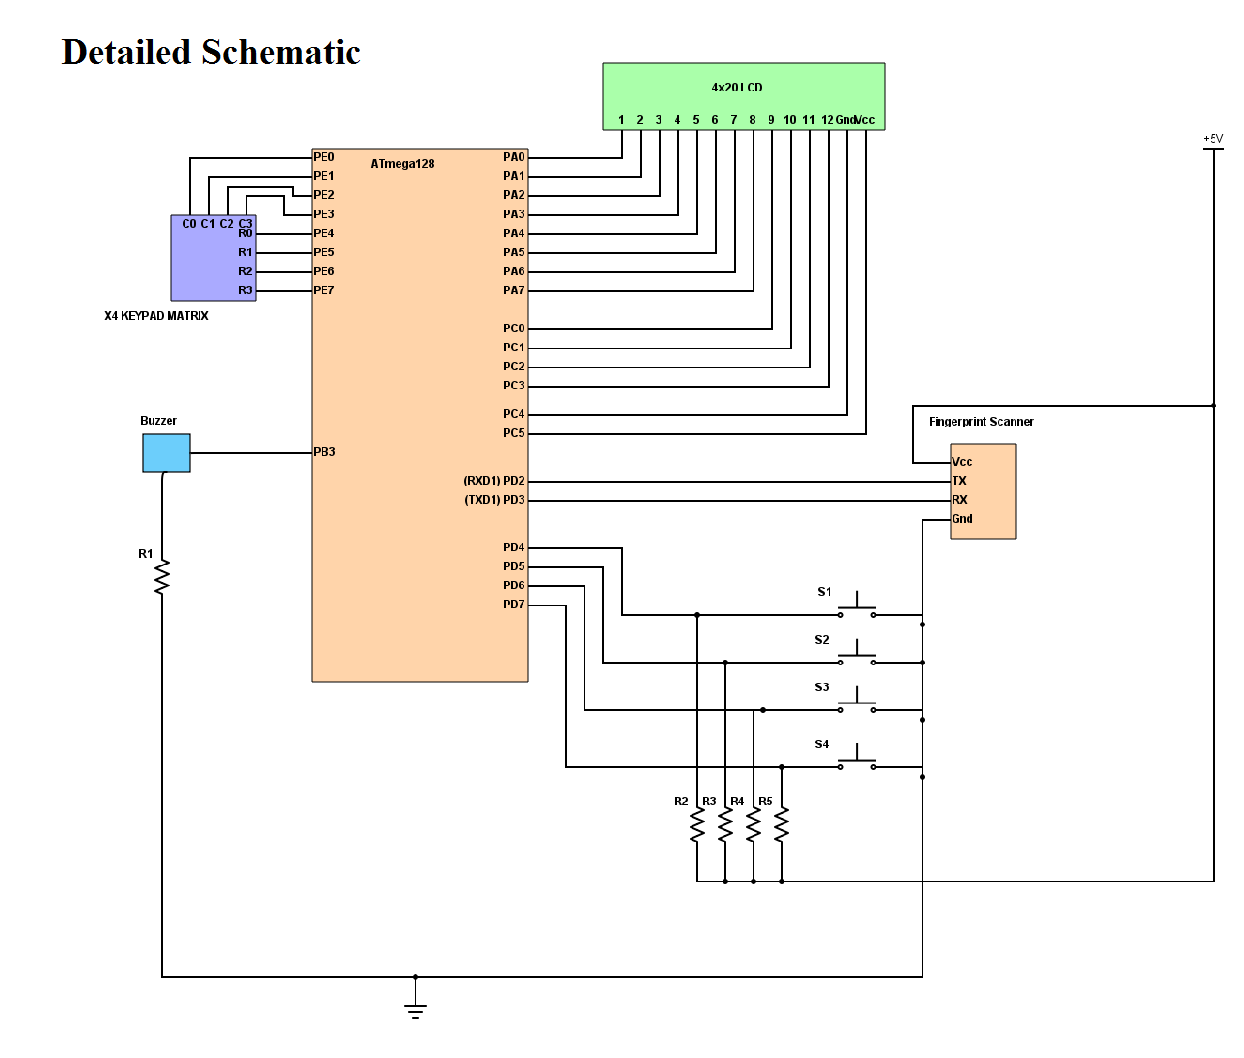 Detailed Schematic
4x20 LCD
1 2 3 4 5 6 7 8 9 10 11 12 Gnd Vcc
+5V
ATmega128
PE0
PE1
PE2
PE3
PE4
PE5
PE6
PE7
PB3
PA0
PA1
PA2
PA3
PA4
PA5
PA6
PA7
PC0
PC1
PC2
PC3
PC4
PC5
(RXD1) PD2
(TXD1) PD3
PD4
PD5
PD6
PD7
C0 C1 C2 C3
R0
R1
R2
R3
X4 KEYPAD MATRIX
Buzzer
R1
Fingerprint Scanner
Vcc
TX
RX
Gnd
S1
S2
S3
S4
R2 R3 R4 R5